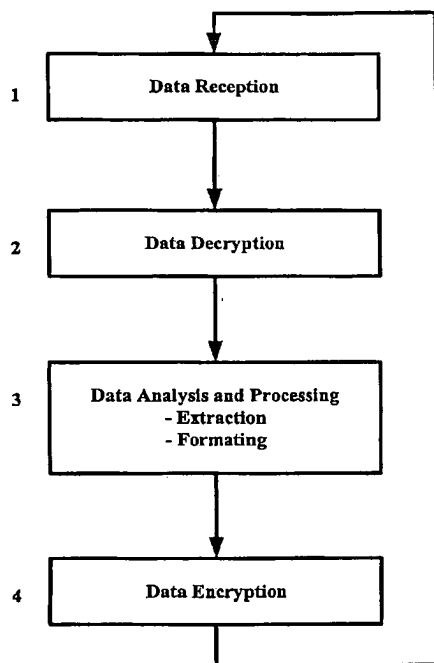 1
Data Reception
2
Data Decryption
3
Data Analysis and Processing
- Extraction
- Formating
4
Data Encryption